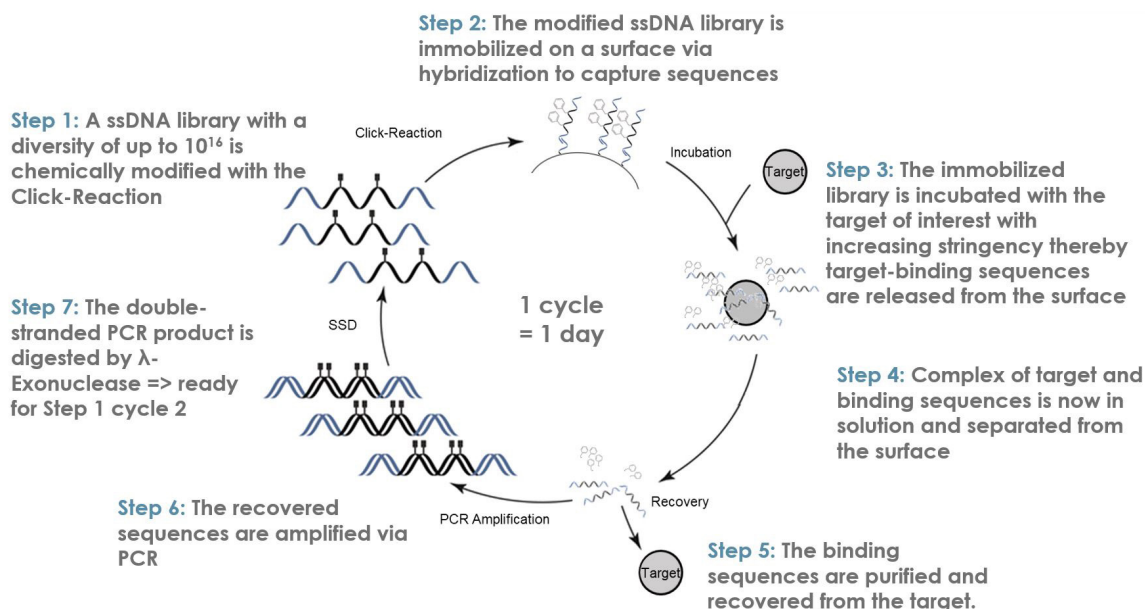 Step 2: The modified ssDNA library is
immobilized on a surface via
hybridization to capture sequences
Step 1: A ssDNA library with a
diversity of up to 10¹⁶ is
chemically modified with the
Click-Reaction
Click-Reaction
Incubation
Target
Step 3: The immobilized
library is incubated with the
target of interest with
increasing stringency thereby
target-binding sequences
are released from the surface
Step 7: The double-
stranded PCR product is
digested by λ-
Exonuclease => ready
for Step 1 cycle 2
SSD
1 cycle
= 1 day
Step 4: Complex of target and
binding sequences is now in
solution and separated from
the surface
Step 6: The recovered
sequences are amplified via
PCR
PCR Amplification
Recovery
Target
Step 5: The binding
sequences are purified and
recovered from the target.